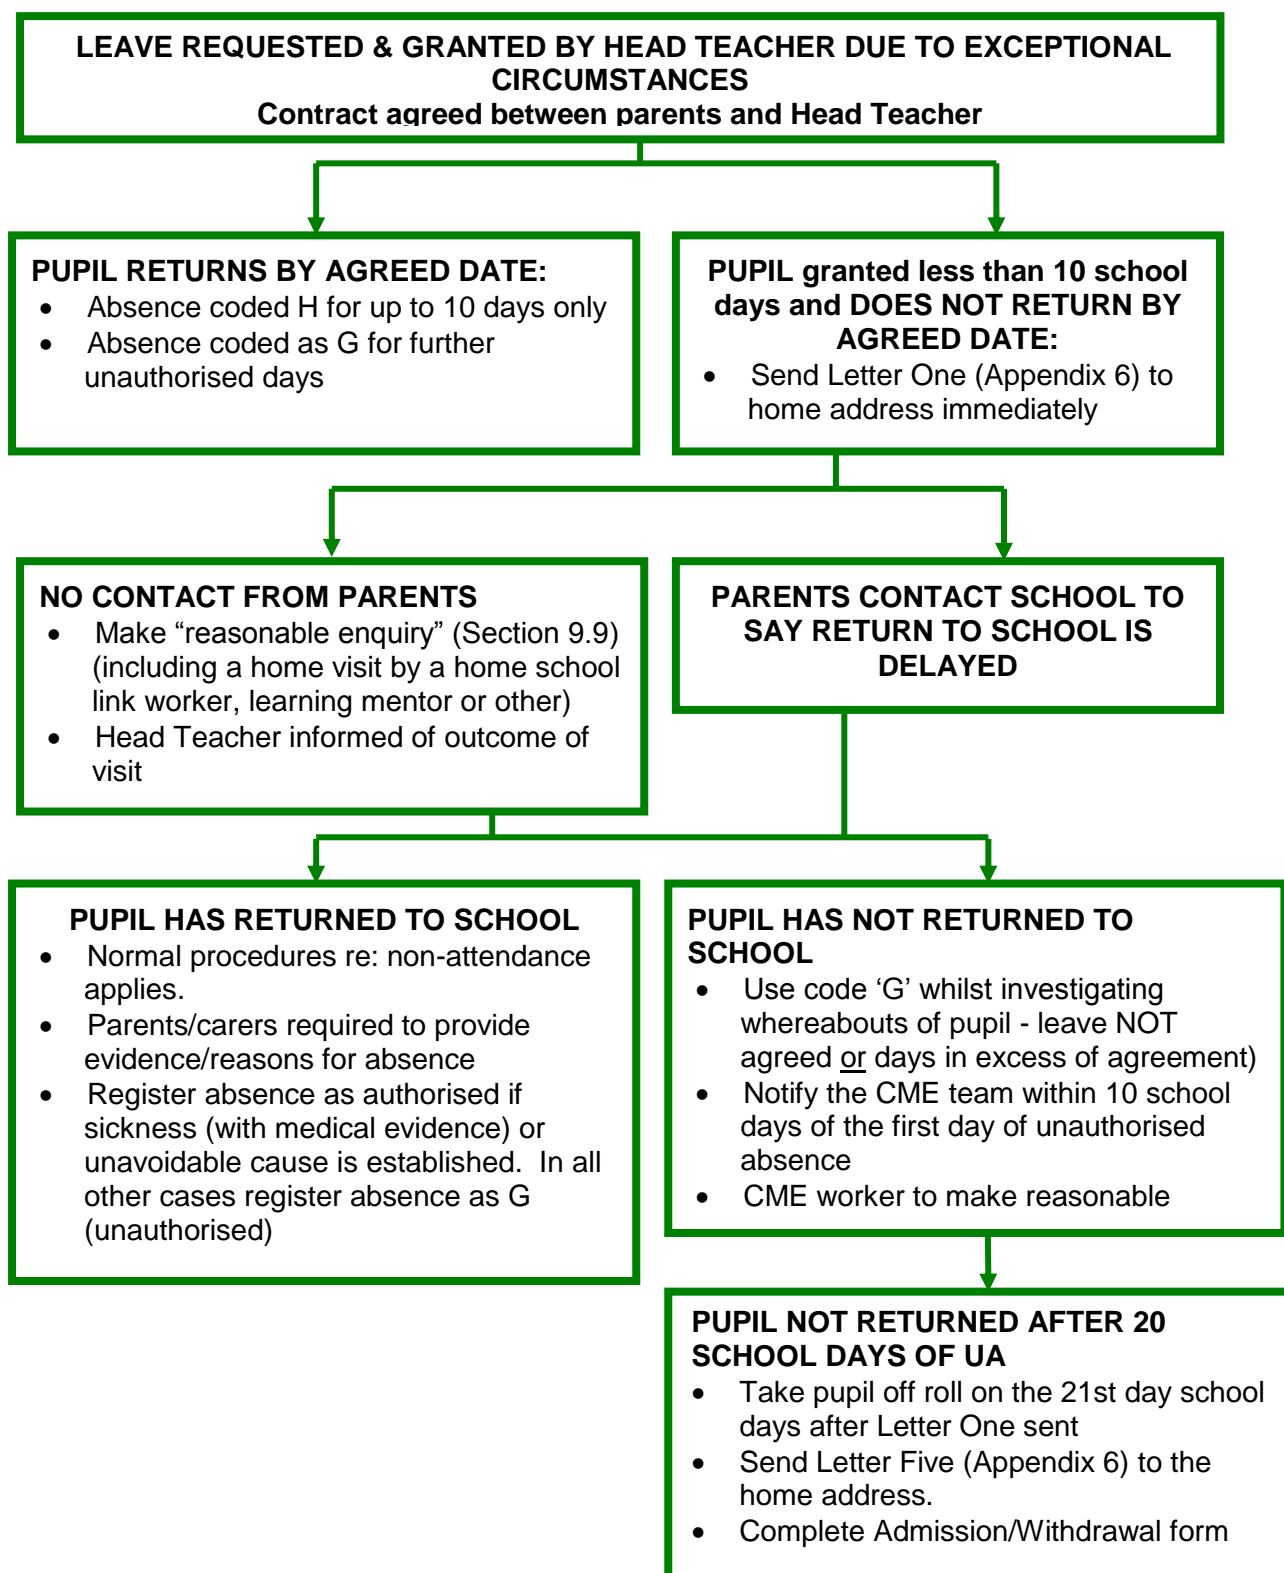 LEAVE REQUESTED & GRANTED BY HEAD TEACHER DUE TO EXCEPTIONAL
CIRCUMSTANCES
Contract agreed between parents and Head Teacher
PUPIL RETURNS BY AGREED DATE:
• Absence coded H for up to 10 days only
• Absence coded as G for further
unauthorised days
PUPIL granted less than 10 school
days and DOES NOT RETURN BY
AGREED DATE:
• Send Letter One (Appendix 6) to
home address immediately
NO CONTACT FROM PARENTS
• Make “reasonable enquiry” (Section 9.9)
(including a home visit by a home school
link worker, learning mentor or other)
• Head Teacher informed of outcome of
visit
PARENTS CONTACT SCHOOL TO
SAY RETURN TO SCHOOL IS
DELAYED
PUPIL HAS RETURNED TO SCHOOL
• Normal procedures re: non-attendance
applies.
• Parents/carers required to provide
evidence/reasons for absence
• Register absence as authorised if
sickness (with medical evidence) or
unavoidable cause is established. In all
other cases register absence as G
(unauthorised)
PUPIL HAS NOT RETURNED TO
SCHOOL
• Use code ‘G’ whilst investigating
whereabouts of pupil - leave NOT
agreed or days in excess of agreement)
• Notify the CME team within 10 school
days of the first day of unauthorised
absence
• CME worker to make reasonable
PUPIL NOT RETURNED AFTER 20
SCHOOL DAYS OF UA
• Take pupil off roll on the 21st day school
days after Letter One sent
• Send Letter Five (Appendix 6) to the
home address.
• Complete Admission/Withdrawal form